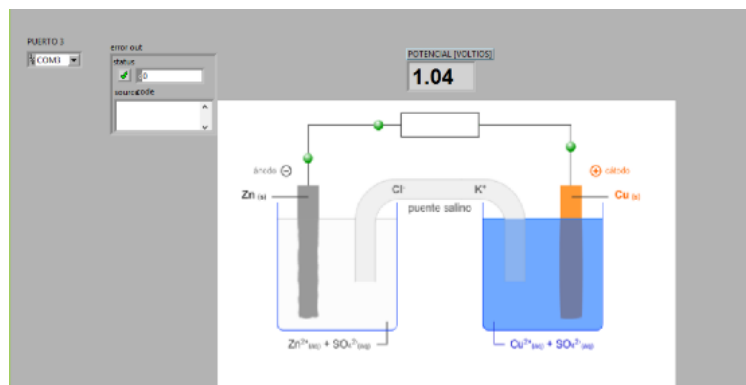 PUERTO 3
COM3
error out
status
0
source code
POTENCIAL [VOLTIOS]
1.04
ánodo
cátodo
Zn (s)
Cu (s)
Cl-
K+
puente salino
Zn2+(aq) + SO42-(aq)
Cu2+(aq) + SO42-(aq)